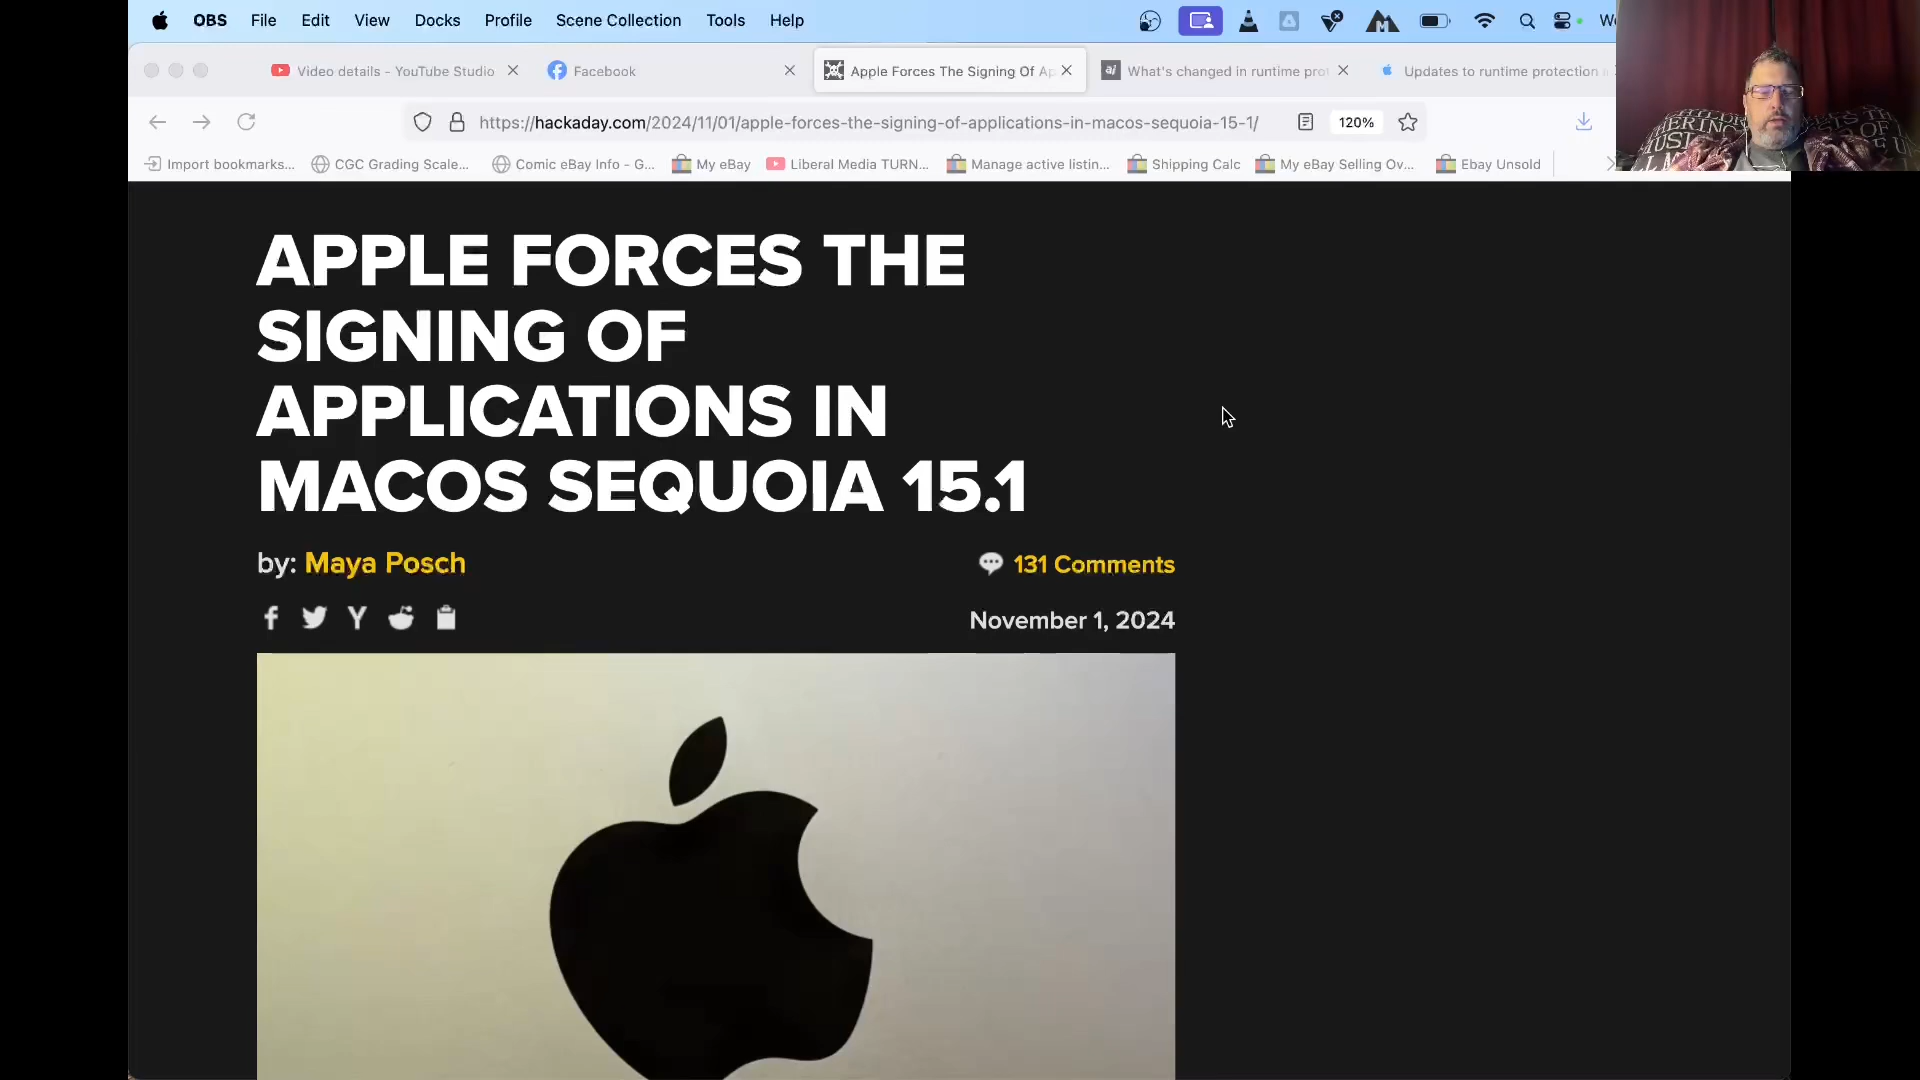 OBS File Edit View Docks Profile Scene Collection Tools Help
Video details - YouTube Studio Facebook Apple Forces The Signing Of Ap What's changed in runtime pro Updates to runtime protection
https://hackaday.com/2024/11/01/apple-forces-the-signing-of-applications-in-macos-sequoia-15-1/ 120%
Import bookmarks... CGC Grading Scale... Comic eBay Info - G... My eBay Liberal Media TURN... Manage active listin... Shipping Calc My eBay Selling Ov... Ebay Unsold
APPLE FORCES THE
SIGNING OF
APPLICATIONS IN
MACOS SEQUOIA 15.1
by: Maya Posch 131 Comments
November 1, 2024